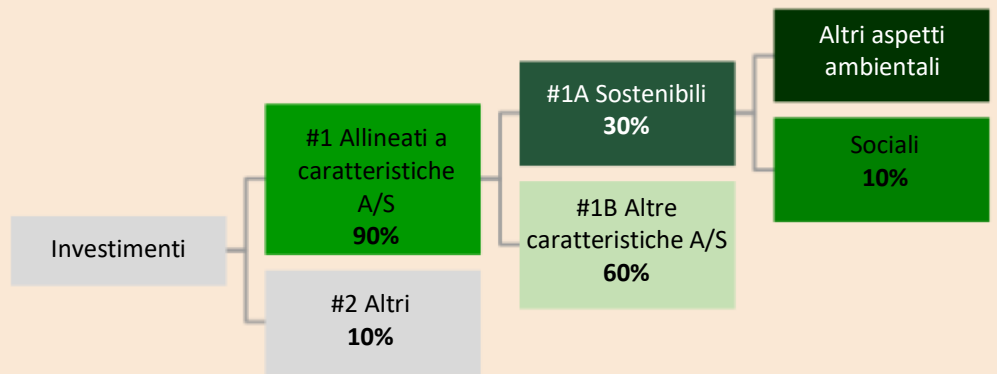 Investimenti
#1 Allineati a
caratteristiche
A/S
90%
#2 Altri
10%
#1A Sostenibili
30%
#1B Altre
caratteristiche A/S
60%
Altri aspetti
ambientali
Sociali
10%